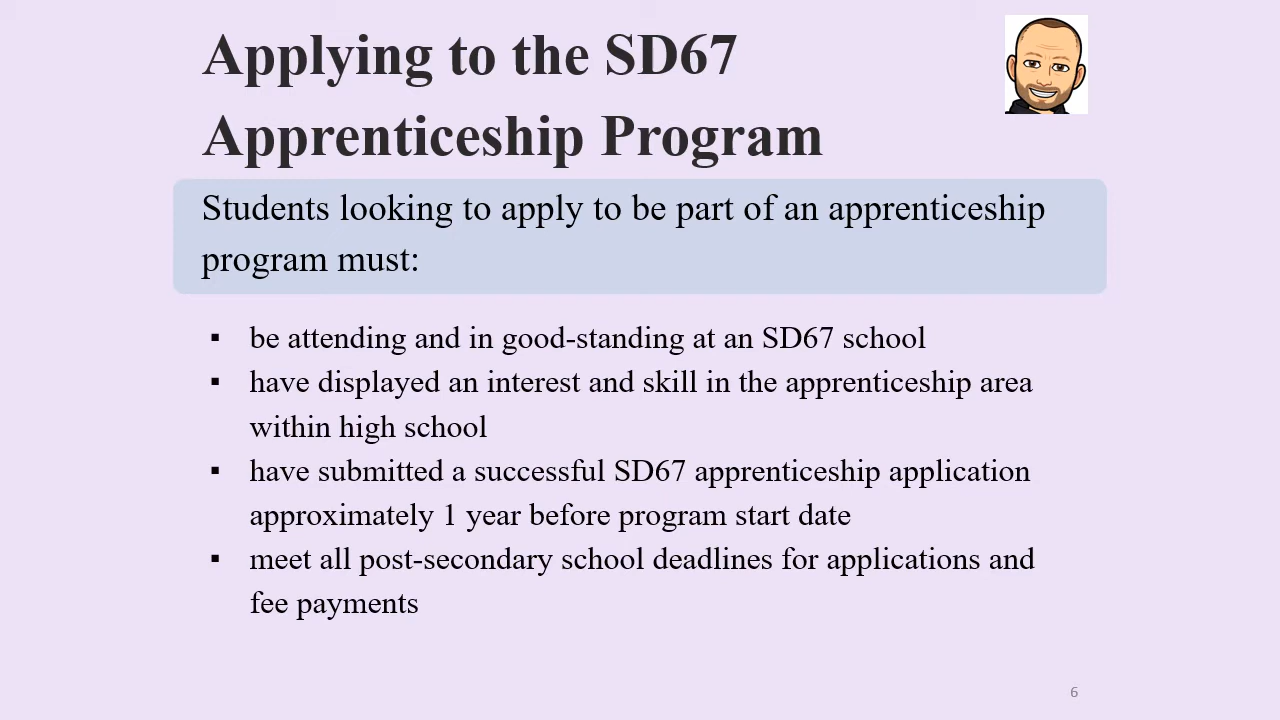 Applying to the SD67
Apprenticeship Program
Students looking to apply to be part of an apprenticeship
program must:
▪ be attending and in good-standing at an SD67 school
▪ have displayed an interest and skill in the apprenticeship area
within high school
▪ have submitted a successful SD67 apprenticeship application
approximately 1 year before program start date
▪ meet all post-secondary school deadlines for applications and
fee payments
6